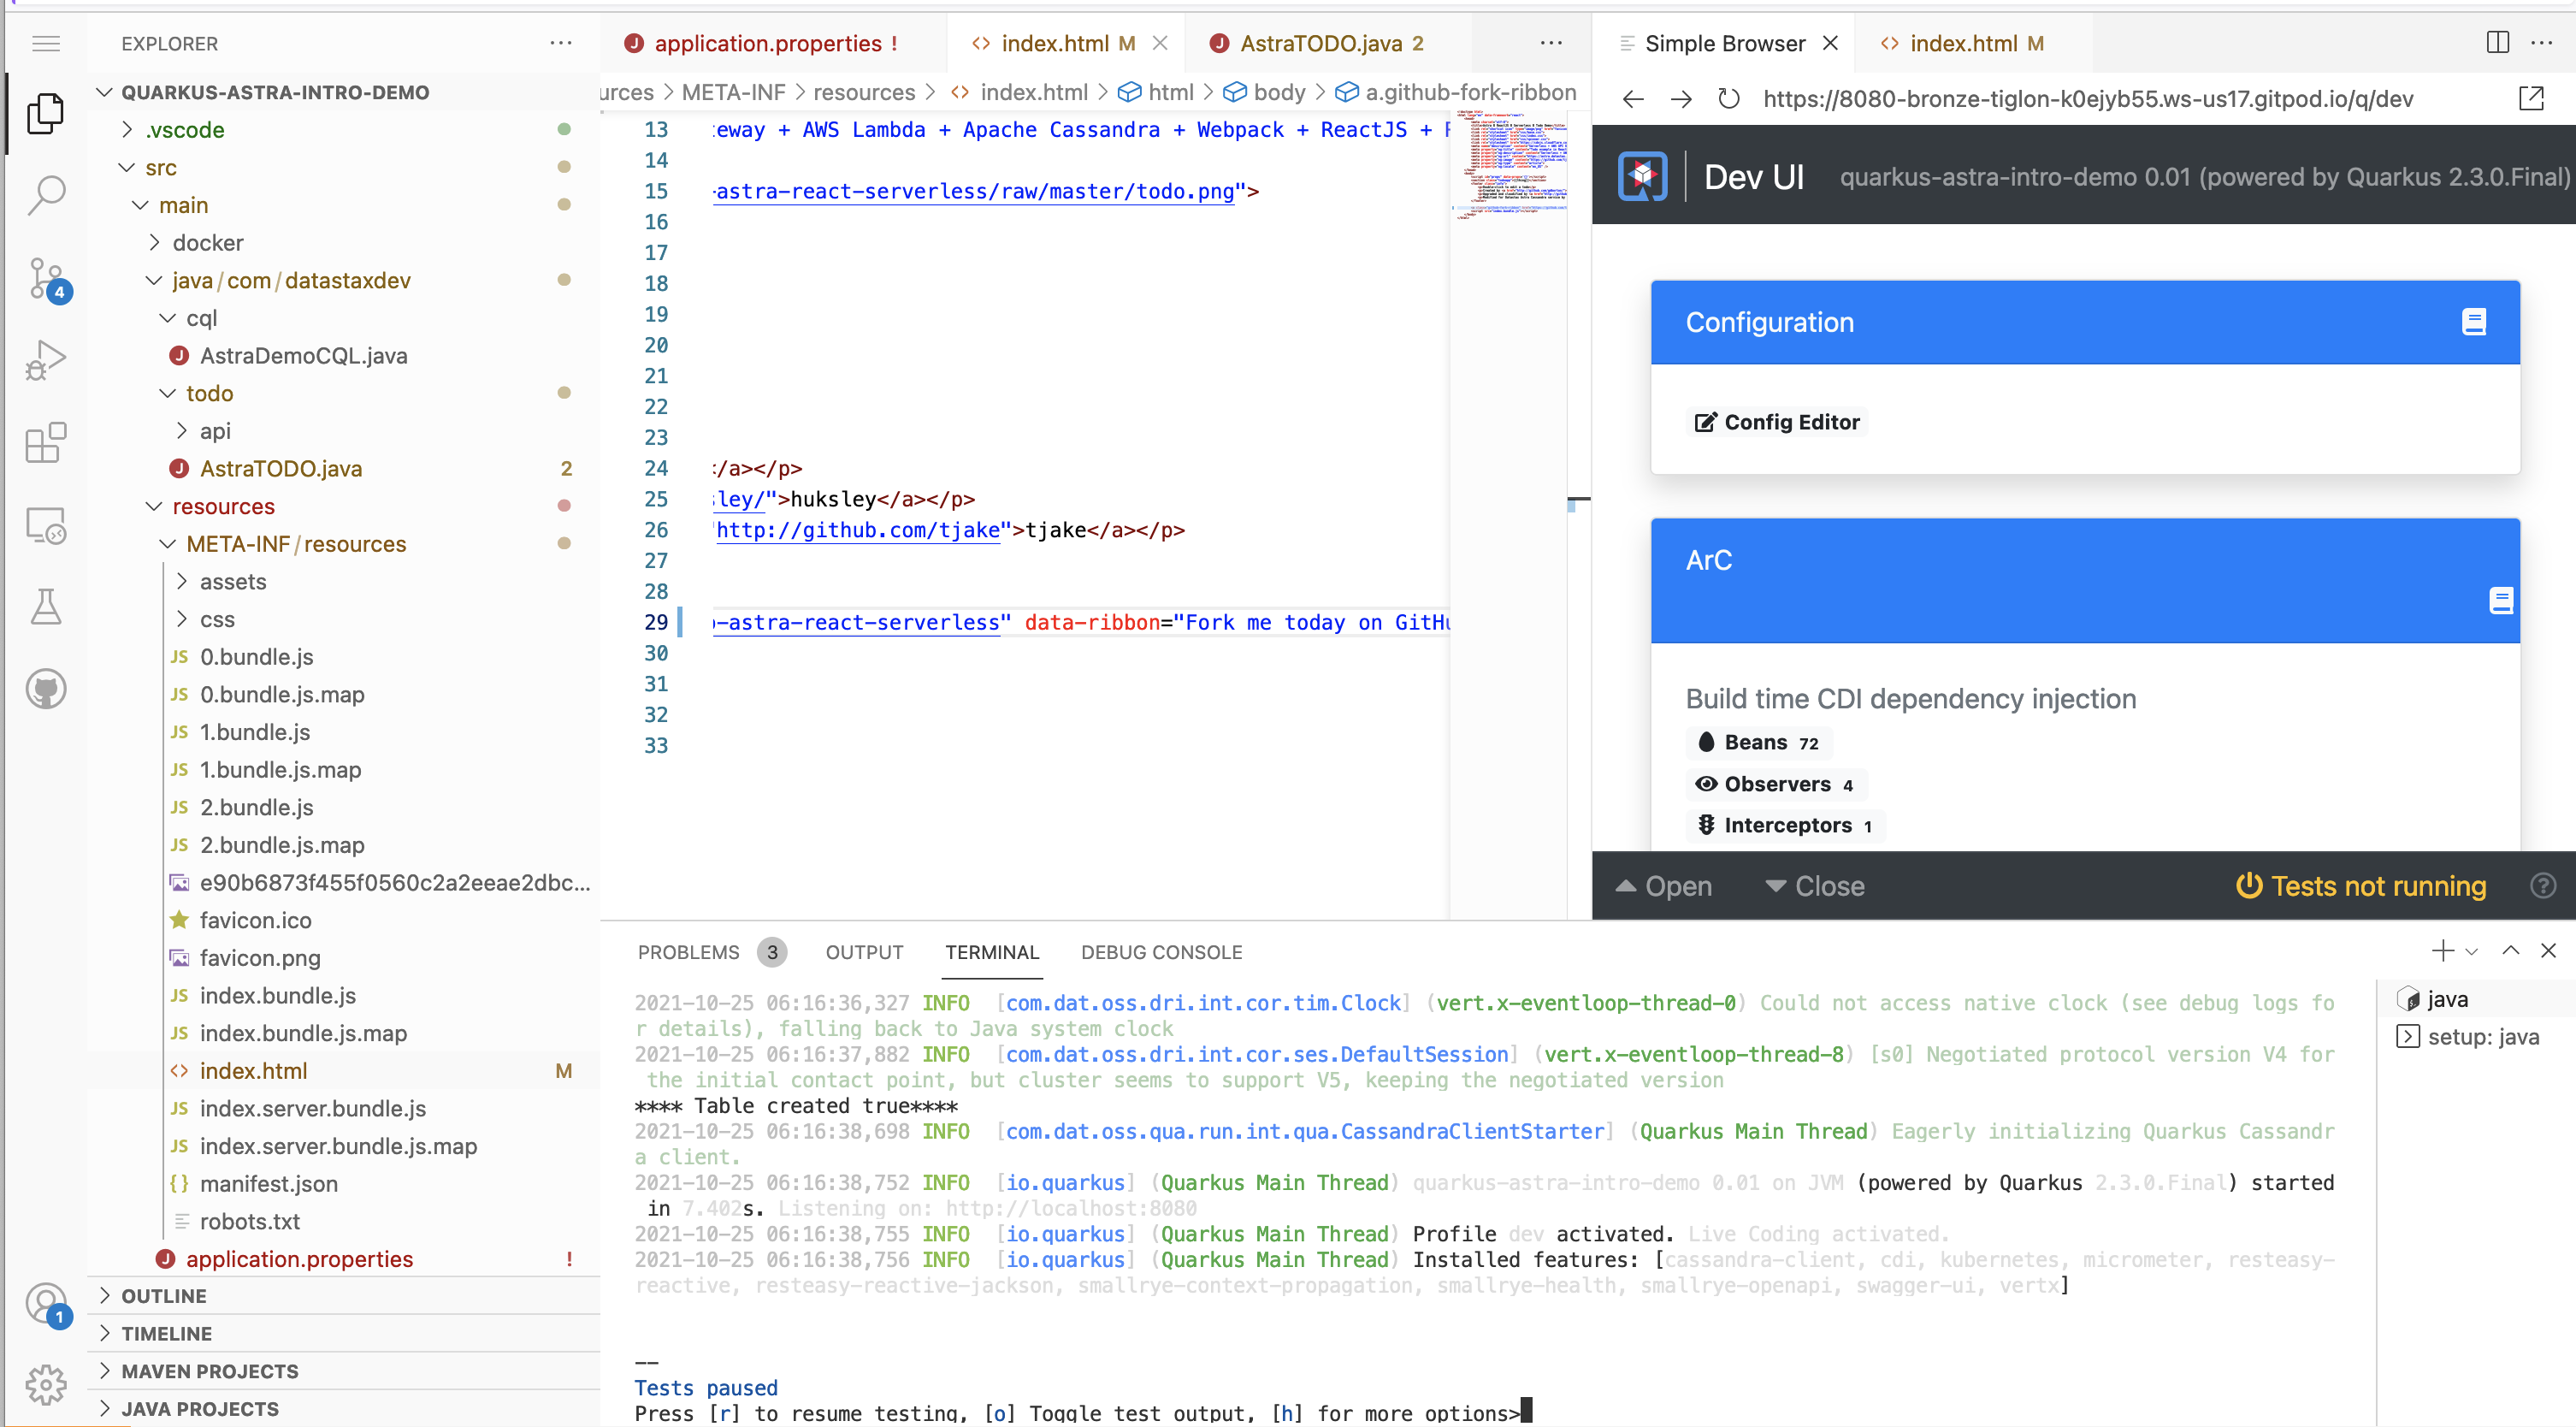 EXPLORER
QUARKUS-ASTRA-INTRO-DEMO
.vscode
src
main
docker
java/com/datastaxdev
cql
AstraDemoCQL.java
todo
api
AstraTODO.java 2
resources
META-INF/resources
assets
css
0.bundle.js
0.bundle.js.map
1.bundle.js
1.bundle.js.map
2.bundle.js
2.bundle.js.map
e90b6873f455f0560c2a2eeae2dbc...
favicon.ico
favicon.png
index.bundle.js
index.bundle.js.map
index.html M
index.server.bundle.js
index.server.bundle.js.map
manifest.json
robots.txt
application.properties !
OUTLINE
TIMELINE
MAVEN PROJECTS
JAVA PROJECTS
4
1
application.properties ! index.html M AstraTODO.java 2
urces > META-INF > resources > index.html > html > body > a.github-fork-ribbon
13 :eway + AWS Lambda + Apache Cassandra + Webpack + ReactJS +
14
15 -astra-react-serverless/raw/master/todo.png">
16
17
18
19
20
21
22
23
24 </a></p>
25 sley/">huksley</a></p>
26 "http://github.com/tjake">tjake</a></p>
27
28
29 o-astra-react-serverless" data-ribbon="Fork me today on GitHu
30
31
32
33
Simple Browser index.html M
https://8080-bronze-tiglon-k0ejyb55.ws-us17.gitpod.io/q/dev
Dev UI quarkus-astra-intro-demo 0.01 (powered by Quarkus 2.3.0.Final)
Configuration
Config Editor
ArC
Build time CDI dependency injection
Beans 72
Observers 4
Interceptors 1
Open Close Tests not running ?
PROBLEMS 3 OUTPUT TERMINAL DEBUG CONSOLE
java
setup: java
2021-10-25 06:16:36,327 INFO [com.dat.oss.dri.int.cor.tim.Clock] (vert.x-eventloop-thread-0) Could not access native clock (see debug logs fo
r details), falling back to Java system clock
2021-10-25 06:16:37,882 INFO [com.dat.oss.dri.int.cor.ses.DefaultSession] (vert.x-eventloop-thread-8) [s0] Negotiated protocol version V4 for
the initial contact point, but cluster seems to support V5, keeping the negotiated version
**** Table created true****
2021-10-25 06:16:38,698 INFO [com.dat.oss.qua.run.int.qua.CassandraClientStarter] (Quarkus Main Thread) Eagerly initializing Quarkus Cassandr
a client.
2021-10-25 06:16:38,752 INFO [io.quarkus] (Quarkus Main Thread) quarkus-astra-intro-demo 0.01 on JVM (powered by Quarkus 2.3.0.Final) started
in 7.402s. Listening on: http://localhost:8080
2021-10-25 06:16:38,755 INFO [io.quarkus] (Quarkus Main Thread) Profile dev activated. Live Coding activated.
2021-10-25 06:16:38,756 INFO [io.quarkus] (Quarkus Main Thread) Installed features: [cassandra-client, cdi, kubernetes, micrometer, resteasy-
reactive, resteasy-reactive-jackson, smallrye-context-propagation, smallrye-health, smallrye-openapi, swagger-ui, vertx]
--
Tests paused
Press [r] to resume testing, [o] Toggle test output, [h] for more options>